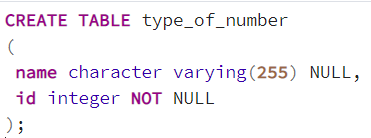 CREATE TABLE type_of_number
(
name character varying(255) NULL,
id integer NOT NULL
);